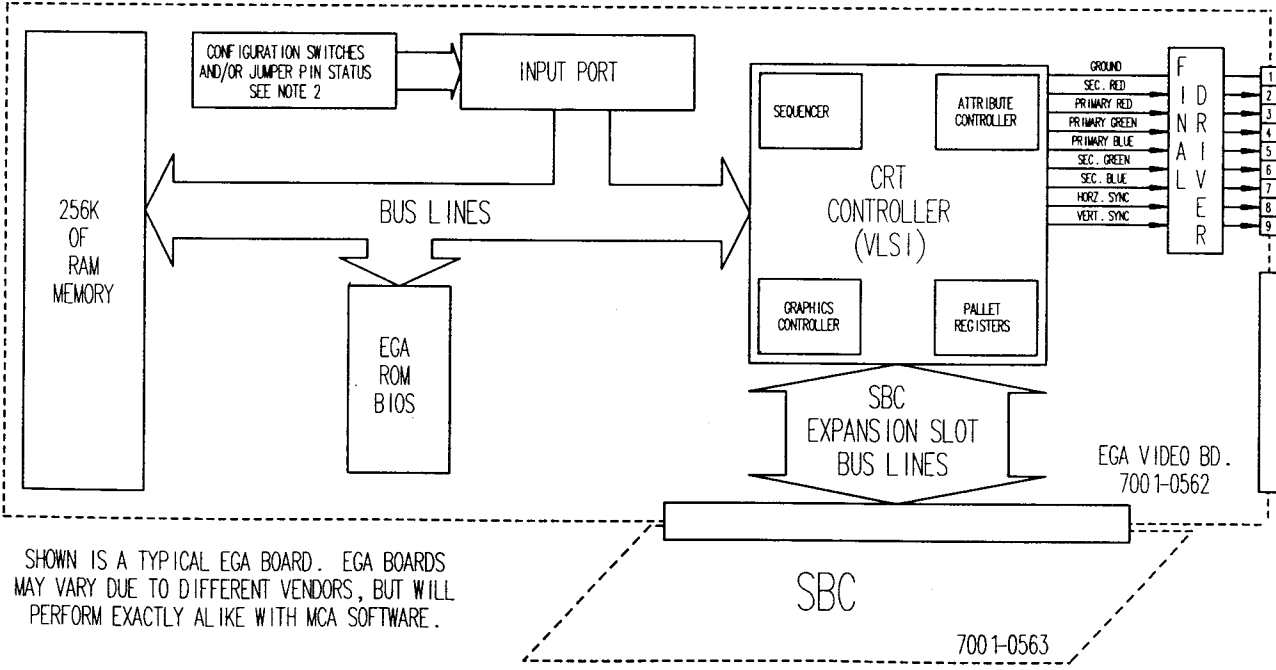 CONFIGURATION SWITCHES
AND/OR JUMPER PIN STATUS
SEE NOTE 2
INPUT PORT
256K
OF
RAM
MEMORY
BUS LINES
EGA
ROM
BIOS
SEQUENCER
ATTRIBUTE
CONTROLLER
CRT
CONTROLLER
(VLSI)
GRAPHICS
CONTROLLER
PALLET
REGISTERS
GROUND
SEC. RED
PRIMARY RED
PRIMARY GREEN
PRIMARY BLUE
SEC. GREEN
SEC. BLUE
HORZ. SYNC
VERT. SYNC
FINAL
DRIVER
1
2
3
4
5
6
7
8
9
SBC
EXPANSION SLOT
BUS LINES
EGA VIDEO BD.
7001-0562
SHOWN IS A TYPICAL EGA BOARD. EGA BOARDS
MAY VARY DUE TO DIFFERENT VENDORS, BUT WILL
PERFORM EXACTLY ALIKE WITH MCA SOFTWARE.
SBC
7001-0563